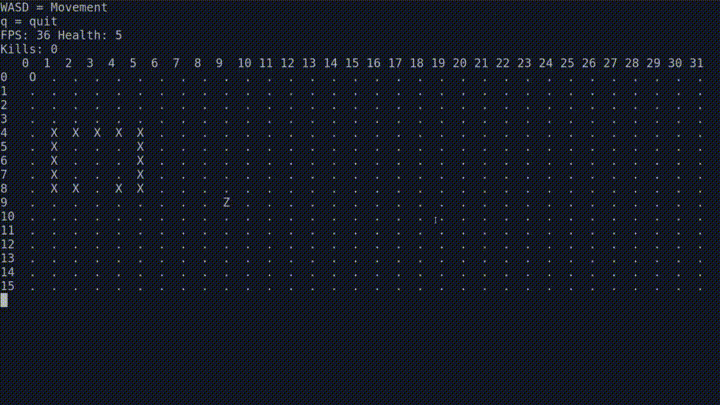 WASD = Movement
q = quit
FPS: 36 Health: 5
Kills: 0
0 1 2 3 4 5 6 7 8 9 10 11 12 13 14 15 16 17 18 19 20 21 22 23 24 25 26 27 28 29 30 31
0 O . . . . . . . . . . . . . . . . . . . . . . . . . . . . . . .
1 . . . . . . . . . . . . . . . . . . . . . . . . . . . . . . . .
2 . . . . . . . . . . . . . . . . . . . . . . . . . . . . . . . .
3 . . . . . . . . . . . . . . . . . . . . . . . . . . . . . . . .
4 . X X X X X . . . . . . . . . . . . . . . . . . . . . . . . . .
5 . X . . . X . . . . . . . . . . . . . . . . . . . . . . . . . .
6 . X . . . X . . . . . . . . . . . . . . . . . . . . . . . . . .
7 . X . . . X . . . . . . . . . . . . . . . . . . . . . . . . . .
8 . X X . X X . . . . . . . . . . . . . . . . . . . . . . . . . .
9 . . . . . . . . . Z . . . . . . . . . . . . . . . . . . . . . .
10 . . . . . . . . . . . . . . . . . . . . . . . . . . . . . . . .
11 . . . . . . . . . . . . . . . . . . . . . . . . . . . . . . . .
12 . . . . . . . . . . . . . . . . . . . . . . . . . . . . . . . .
13 . . . . . . . . . . . . . . . . . . . . . . . . . . . . . . . .
14 . . . . . . . . . . . . . . . . . . . . . . . . . . . . . . . .
15 . . . . . . . . . . . . . . . . . . . . . . . . . . . . . . . .